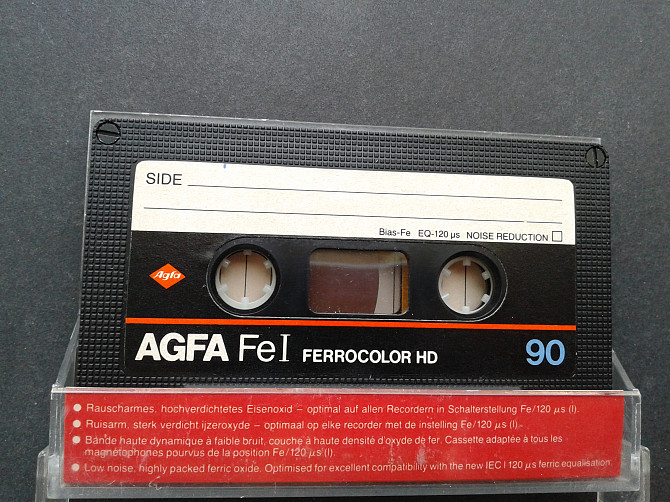 SIDE
Bias-Fe EQ-120 µs NOISE REDUCTION
Agfa
AGFA Fe I FERROCOLOR HD 90
Rauscharmes, hochverdichtetes Eisenoxid – optimal auf allen Recordern in Schalterstellung Fe/120 µs (I).
Ruisarm, sterk verdicht ijzeroxyde – optimaal op elke recorder met de instelling Fe/120 µs (I).
Bande haute dynamique à faible bruit, couche à haute densité d'oxyde de fer. Cassette adaptée à tous les
magnétophones pourvus de la position Fe/120 µs (I).
Low noise, highly packed ferric oxide. Optimised for excellent compatibility with the new IEC I 120 µs ferric equalisation.